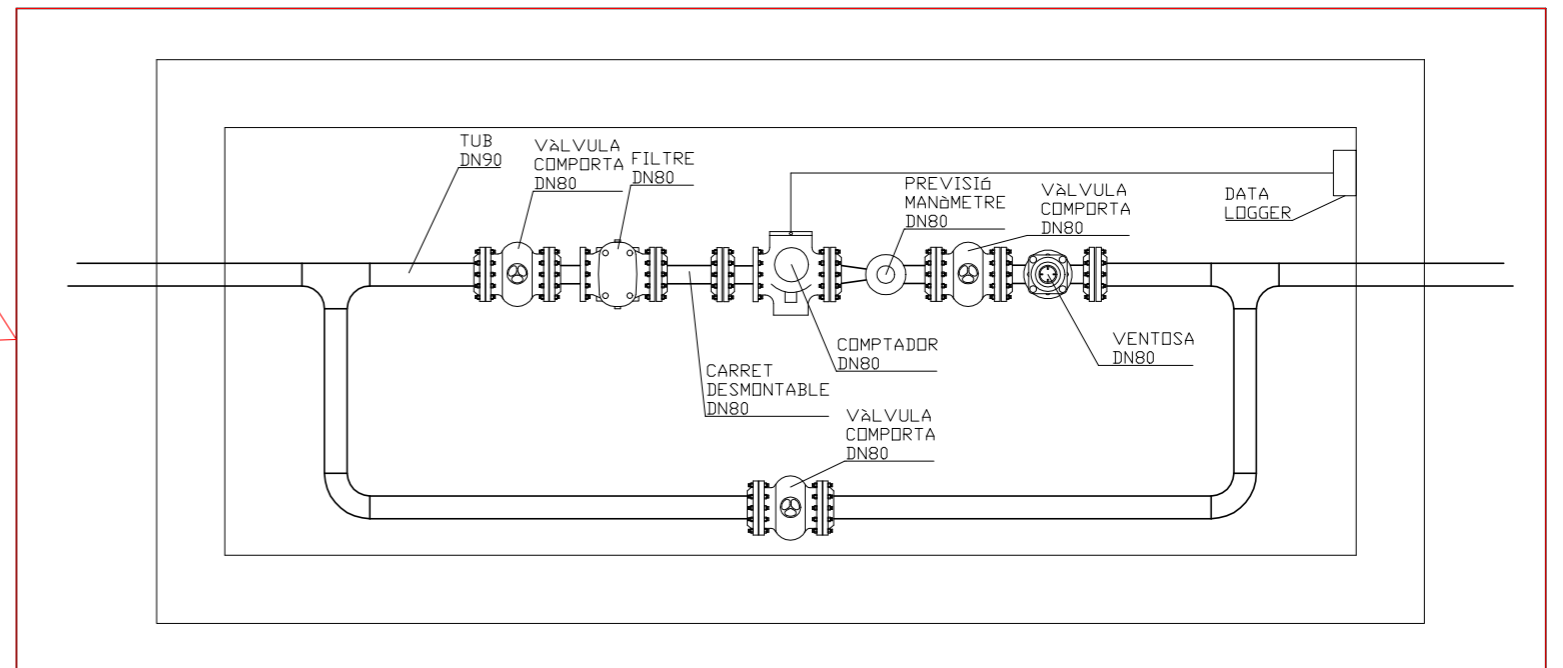 TUB
DN90
VàLVULA
COMPORTA
DN80
FILTRE
DN80
PREVISIó
MANòMETRE
DN80
VàLVULA
COMPORTA
DN80
DATA
LOGGER
COMPTADOR
DN80
VENTOSA
DN80
CARRET
DESMONTABLE
DN80
VàLVULA
COMPORTA
DN80